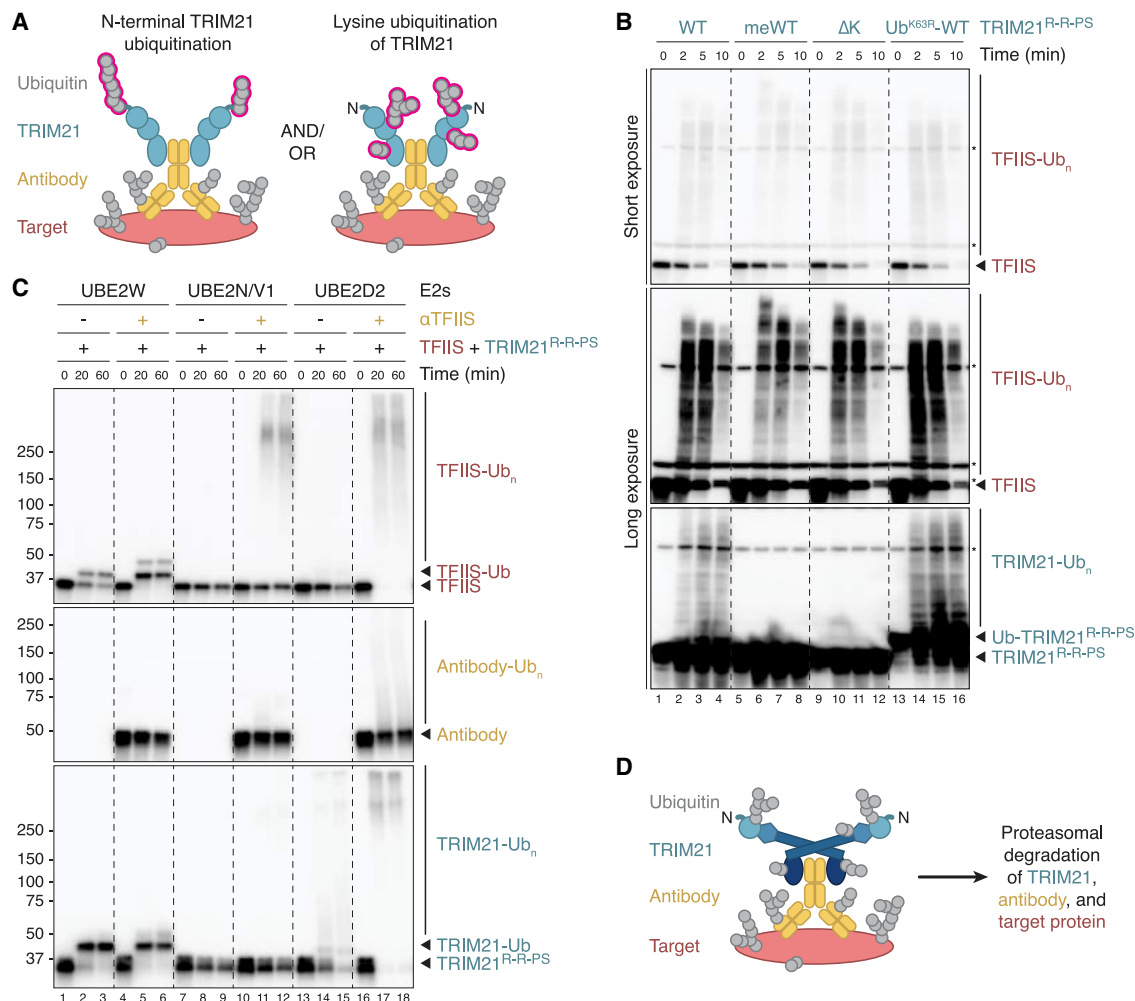 A
N-terminal TRIM21
ubiquitination
Lysine ubiquitination
of TRIM21
Ubiquitin
TRIM21
Antibody
Target
AND/
OR
N
N
B
WT meWT ΔK Ub^K63R-WT TRIM21^R-R-PS
0 2 5 10 0 2 5 10 0 2 5 10 0 2 5 10 Time (min)
Short exposure
*
TFIIS-Ubₙ
*
TFIIS
Long exposure
*
TFIIS-Ubₙ
*
*
TFIIS
*
TRIM21-Ubₙ
Ub-TRIM21^R-R-PS
TRIM21^R-R-PS
1 2 3 4 5 6 7 8 9 10 11 12 13 14 15 16
C
UBE2W UBE2N/V1 UBE2D2 E2s
- + - + - + αTFIIS
+ + + + + + TFIIS + TRIM21^R-R-PS
0 20 60 0 20 60 0 20 60 0 20 60 0 20 60 0 20 60 Time (min)
250
150
100
75
50
37
TFIIS-Ubₙ
TFIIS-Ub
TFIIS
250
150
100
75
50
Antibody-Ubₙ
Antibody
250
150
100
75
50
37
TRIM21-Ubₙ
TRIM21-Ub
TRIM21^R-R-PS
1 2 3 4 5 6 7 8 9 10 11 12 13 14 15 16 17 18
D
Ubiquitin
TRIM21
Antibody
Target
N
N
Proteasomal
degradation
of TRIM21,
antibody, and
target protein